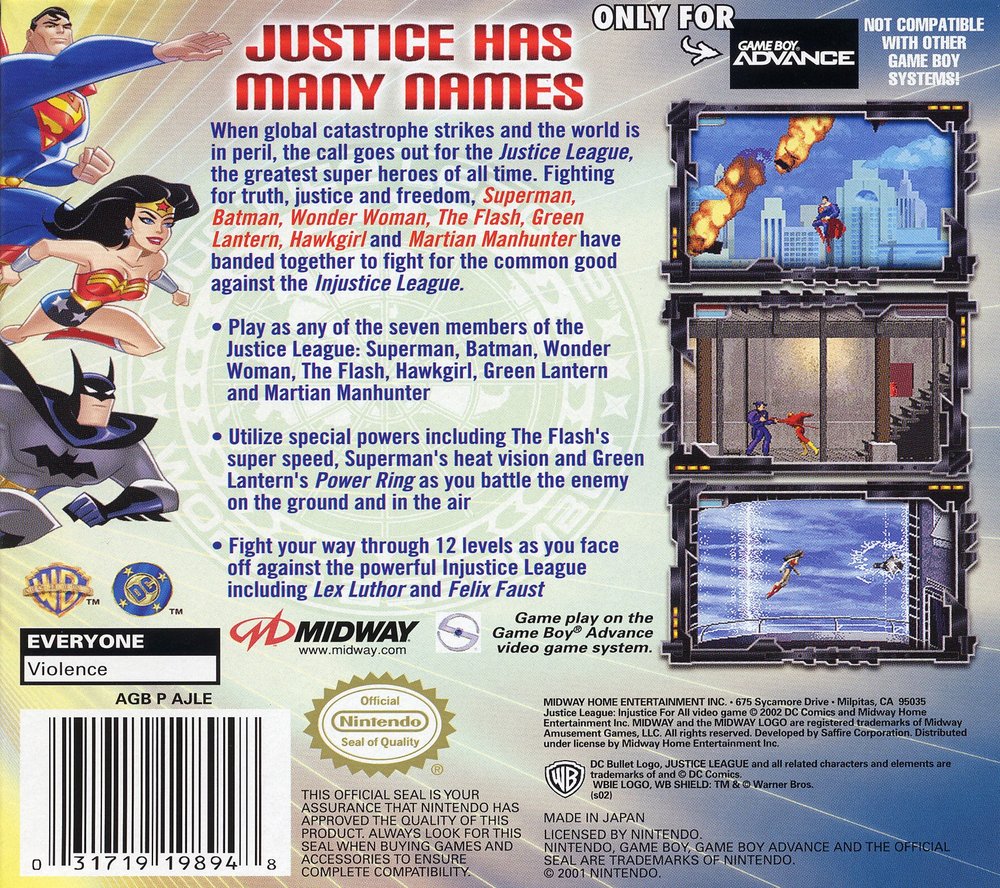 JUSTICE HAS
MANY NAMES
ONLY FOR
GAME BOY
ADVANCE
NOT COMPATIBLE
WITH OTHER
GAME BOY
SYSTEMS!
When global catastrophe strikes and the world is
in peril, the call goes out for the Justice League,
the greatest super heroes of all time. Fighting
for truth, justice and freedom, Superman,
Batman, Wonder Woman, The Flash, Green
Lantern, Hawkgirl and Martian Manhunter have
banded together to fight for the common good
against the Injustice League.
• Play as any of the seven members of the
Justice League: Superman, Batman, Wonder
Woman, The Flash, Hawkgirl, Green Lantern
and Martian Manhunter
• Utilize special powers including The Flash's
super speed, Superman's heat vision and Green
Lantern's Power Ring as you battle the enemy
on the ground and in the air
• Fight your way through 12 levels as you face
off against the powerful Injustice League
including Lex Luthor and Felix Faust
WB TM
DC TM
MIDWAY
www.midway.com
Game play on the
Game Boy® Advance
video game system.
EVERYONE
Violence
AGB P AJLE
0 31719 19894 8
Official
Nintendo
Seal of Quality
®
THIS OFFICIAL SEAL IS YOUR
ASSURANCE THAT NINTENDO HAS
APPROVED THE QUALITY OF THIS
PRODUCT. ALWAYS LOOK FOR THIS
SEAL WHEN BUYING GAMES AND
ACCESSORIES TO ENSURE
COMPLETE COMPATIBILITY.
MIDWAY HOME ENTERTAINMENT INC. • 675 Sycamore Drive • Milpitas, CA 95035
Justice League: Injustice For All video game © 2002 DC Comics and Midway Home
Entertainment Inc. MIDWAY and the MIDWAY LOGO are registered trademarks of Midway
Amusement Games, LLC. All rights reserved. Developed by Saffire Corporation. Distributed
under license by Midway Home Entertainment Inc.
WB
DC Bullet Logo, JUSTICE LEAGUE and all related characters and elements are
trademarks of and © DC Comics.
WBIE LOGO, WB SHIELD: TM & © Warner Bros.
(s02)
MADE IN JAPAN
LICENSED BY NINTENDO.
NINTENDO, GAME BOY, GAME BOY ADVANCE AND THE OFFICIAL
SEAL ARE TRADEMARKS OF NINTENDO.
© 2001 NINTENDO.